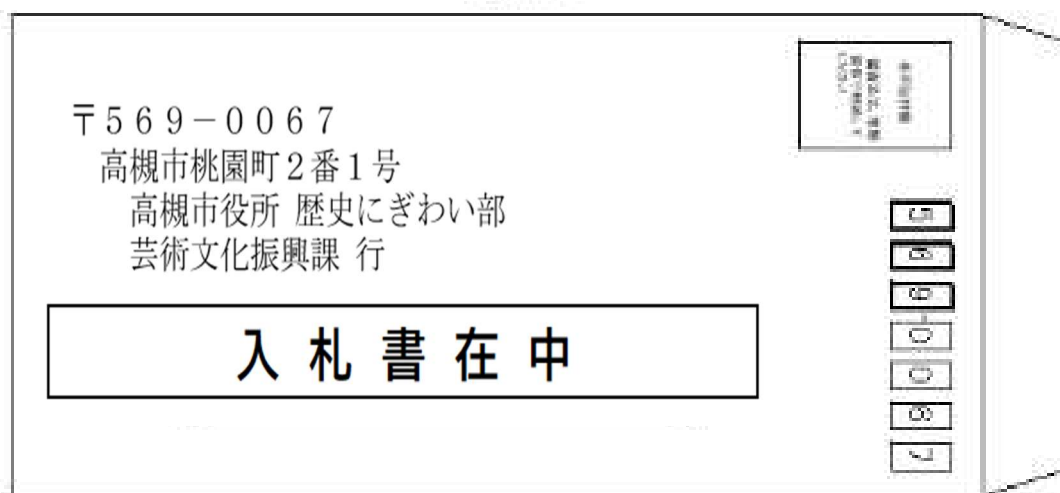 〒569-0067
高槻市桃園町2番1号
高槻市役所 歴史にぎわい部
芸術文化振興課 行
入札書在中